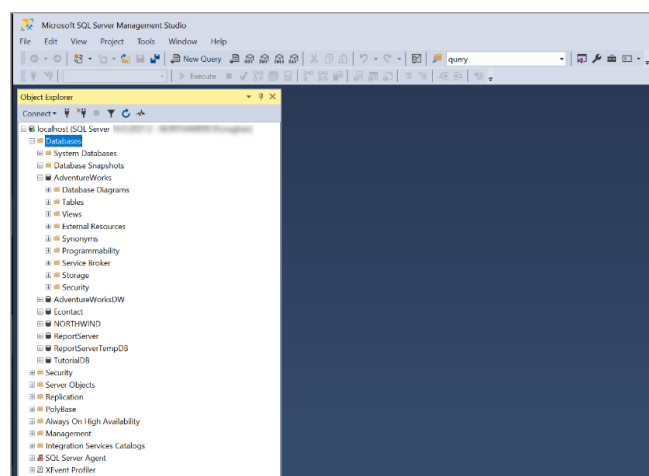 Microsoft SQL Server Management Studio
File Edit View Project Tools Window Help
New Query query
Execute
Object Explorer
Connect
localhost (SQL Server
Databases
System Databases
Database Snapshots
AdventureWorks
Database Diagrams
Tables
Views
External Resources
Synonyms
Programmability
Service Broker
Storage
Security
AdventureWorksDW
Econtact
NORTHWIND
ReportServer
ReportServerTempDB
TutorialDB
Security
Server Objects
Replication
PolyBase
Always On High Availability
Management
Integration Services Catalogs
SQL Server Agent
XEvent Profiler